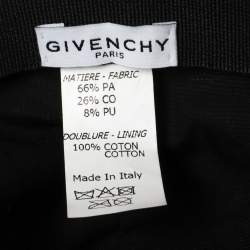 GIVENCHY
PARIS
MATIERE - FABRIC
66% PA
26% CO
8% PU
DOUBLURE - LINING
100% COTON
COTTON
Made In Italy